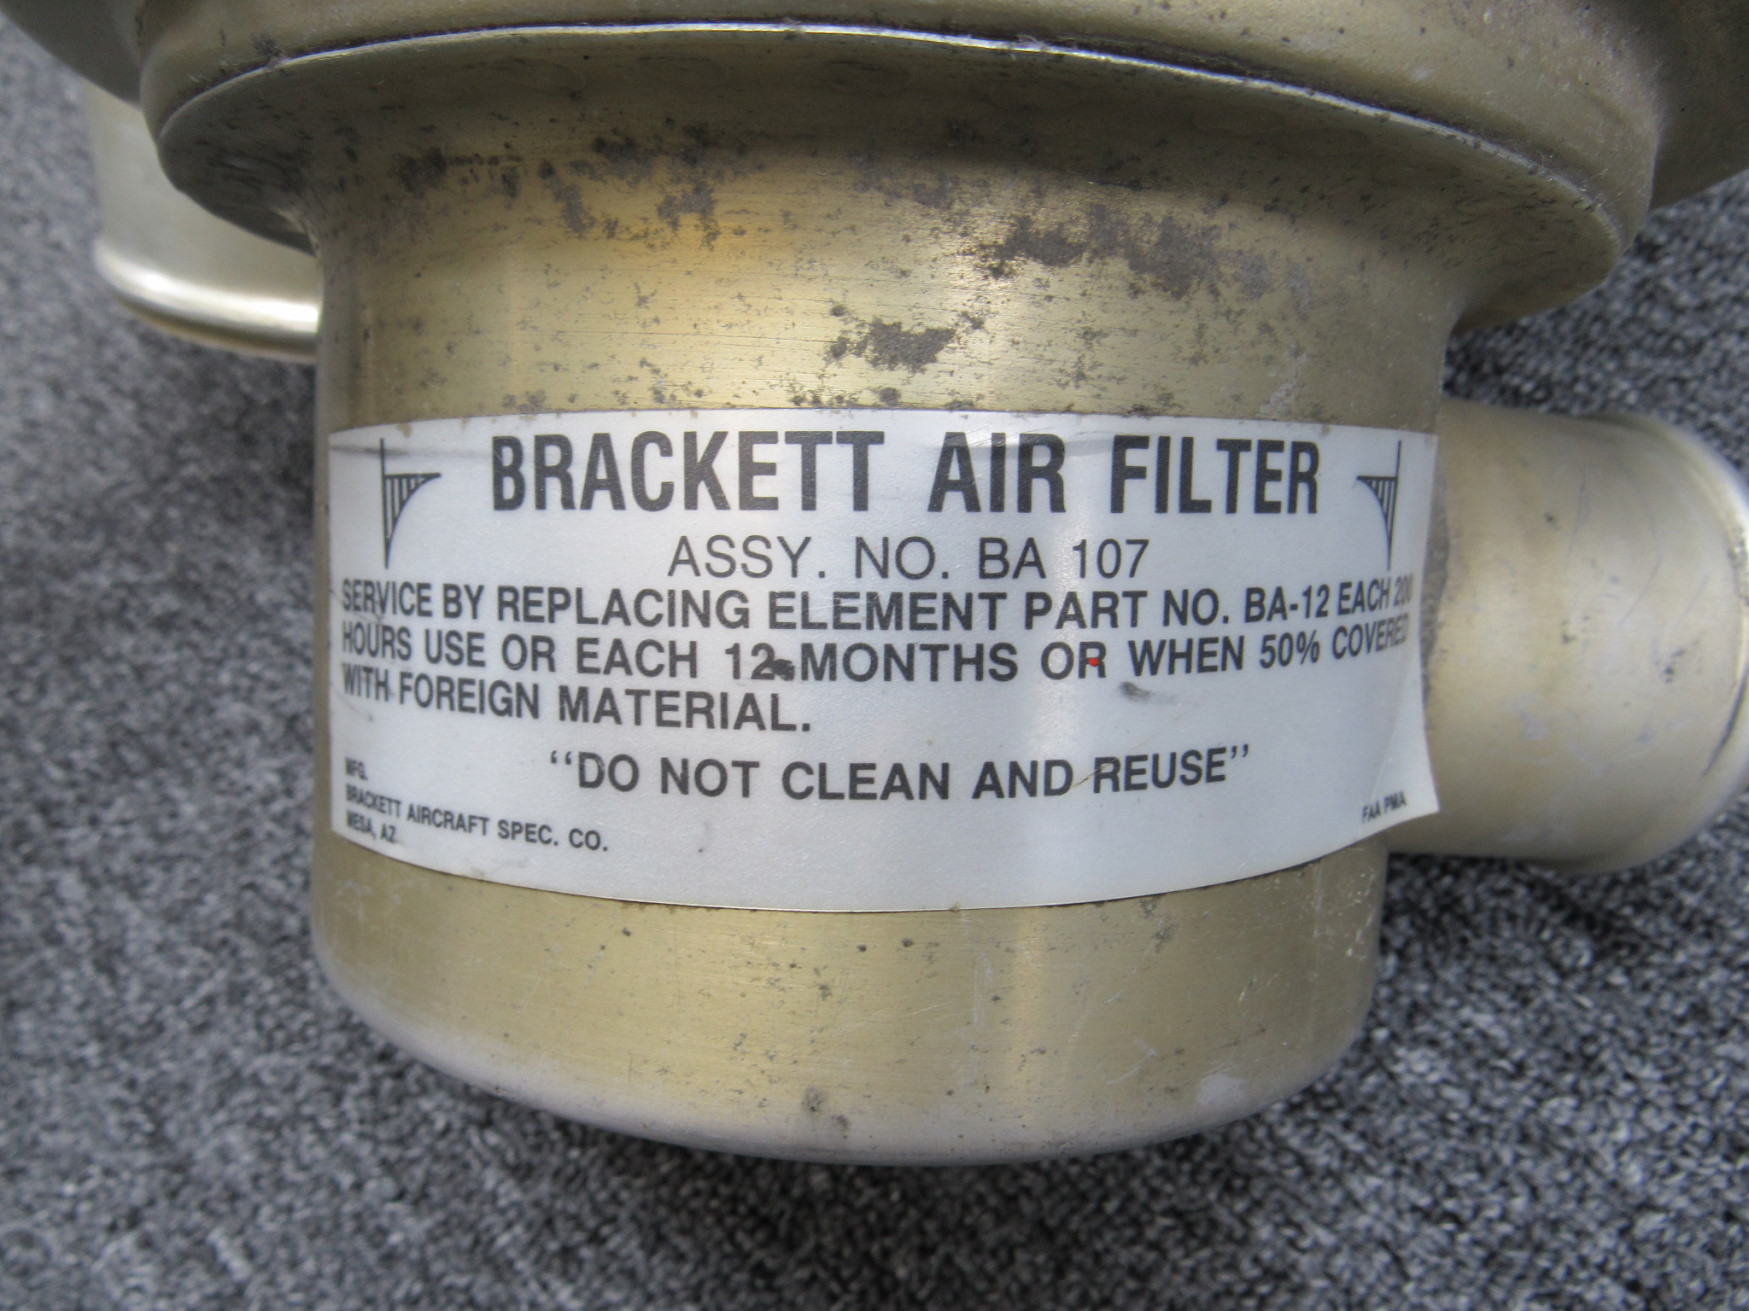 BRACKETT AIR FILTER
ASSY. NO. BA 107
SERVICE BY REPLACING ELEMENT PART NO. BA-12 EACH 200
HOURS USE OR EACH 12 MONTHS OR WHEN 50% COVERED
WITH FOREIGN MATERIAL.
“DO NOT CLEAN AND REUSE”
MFG.
BRACKETT AIRCRAFT SPEC. CO.
MESA, AZ
FAA PMA